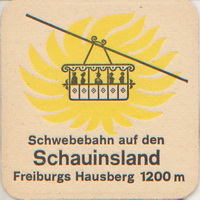 Schwebebahn auf den
Schauinsland
Freiburgs Hausberg 1200 m